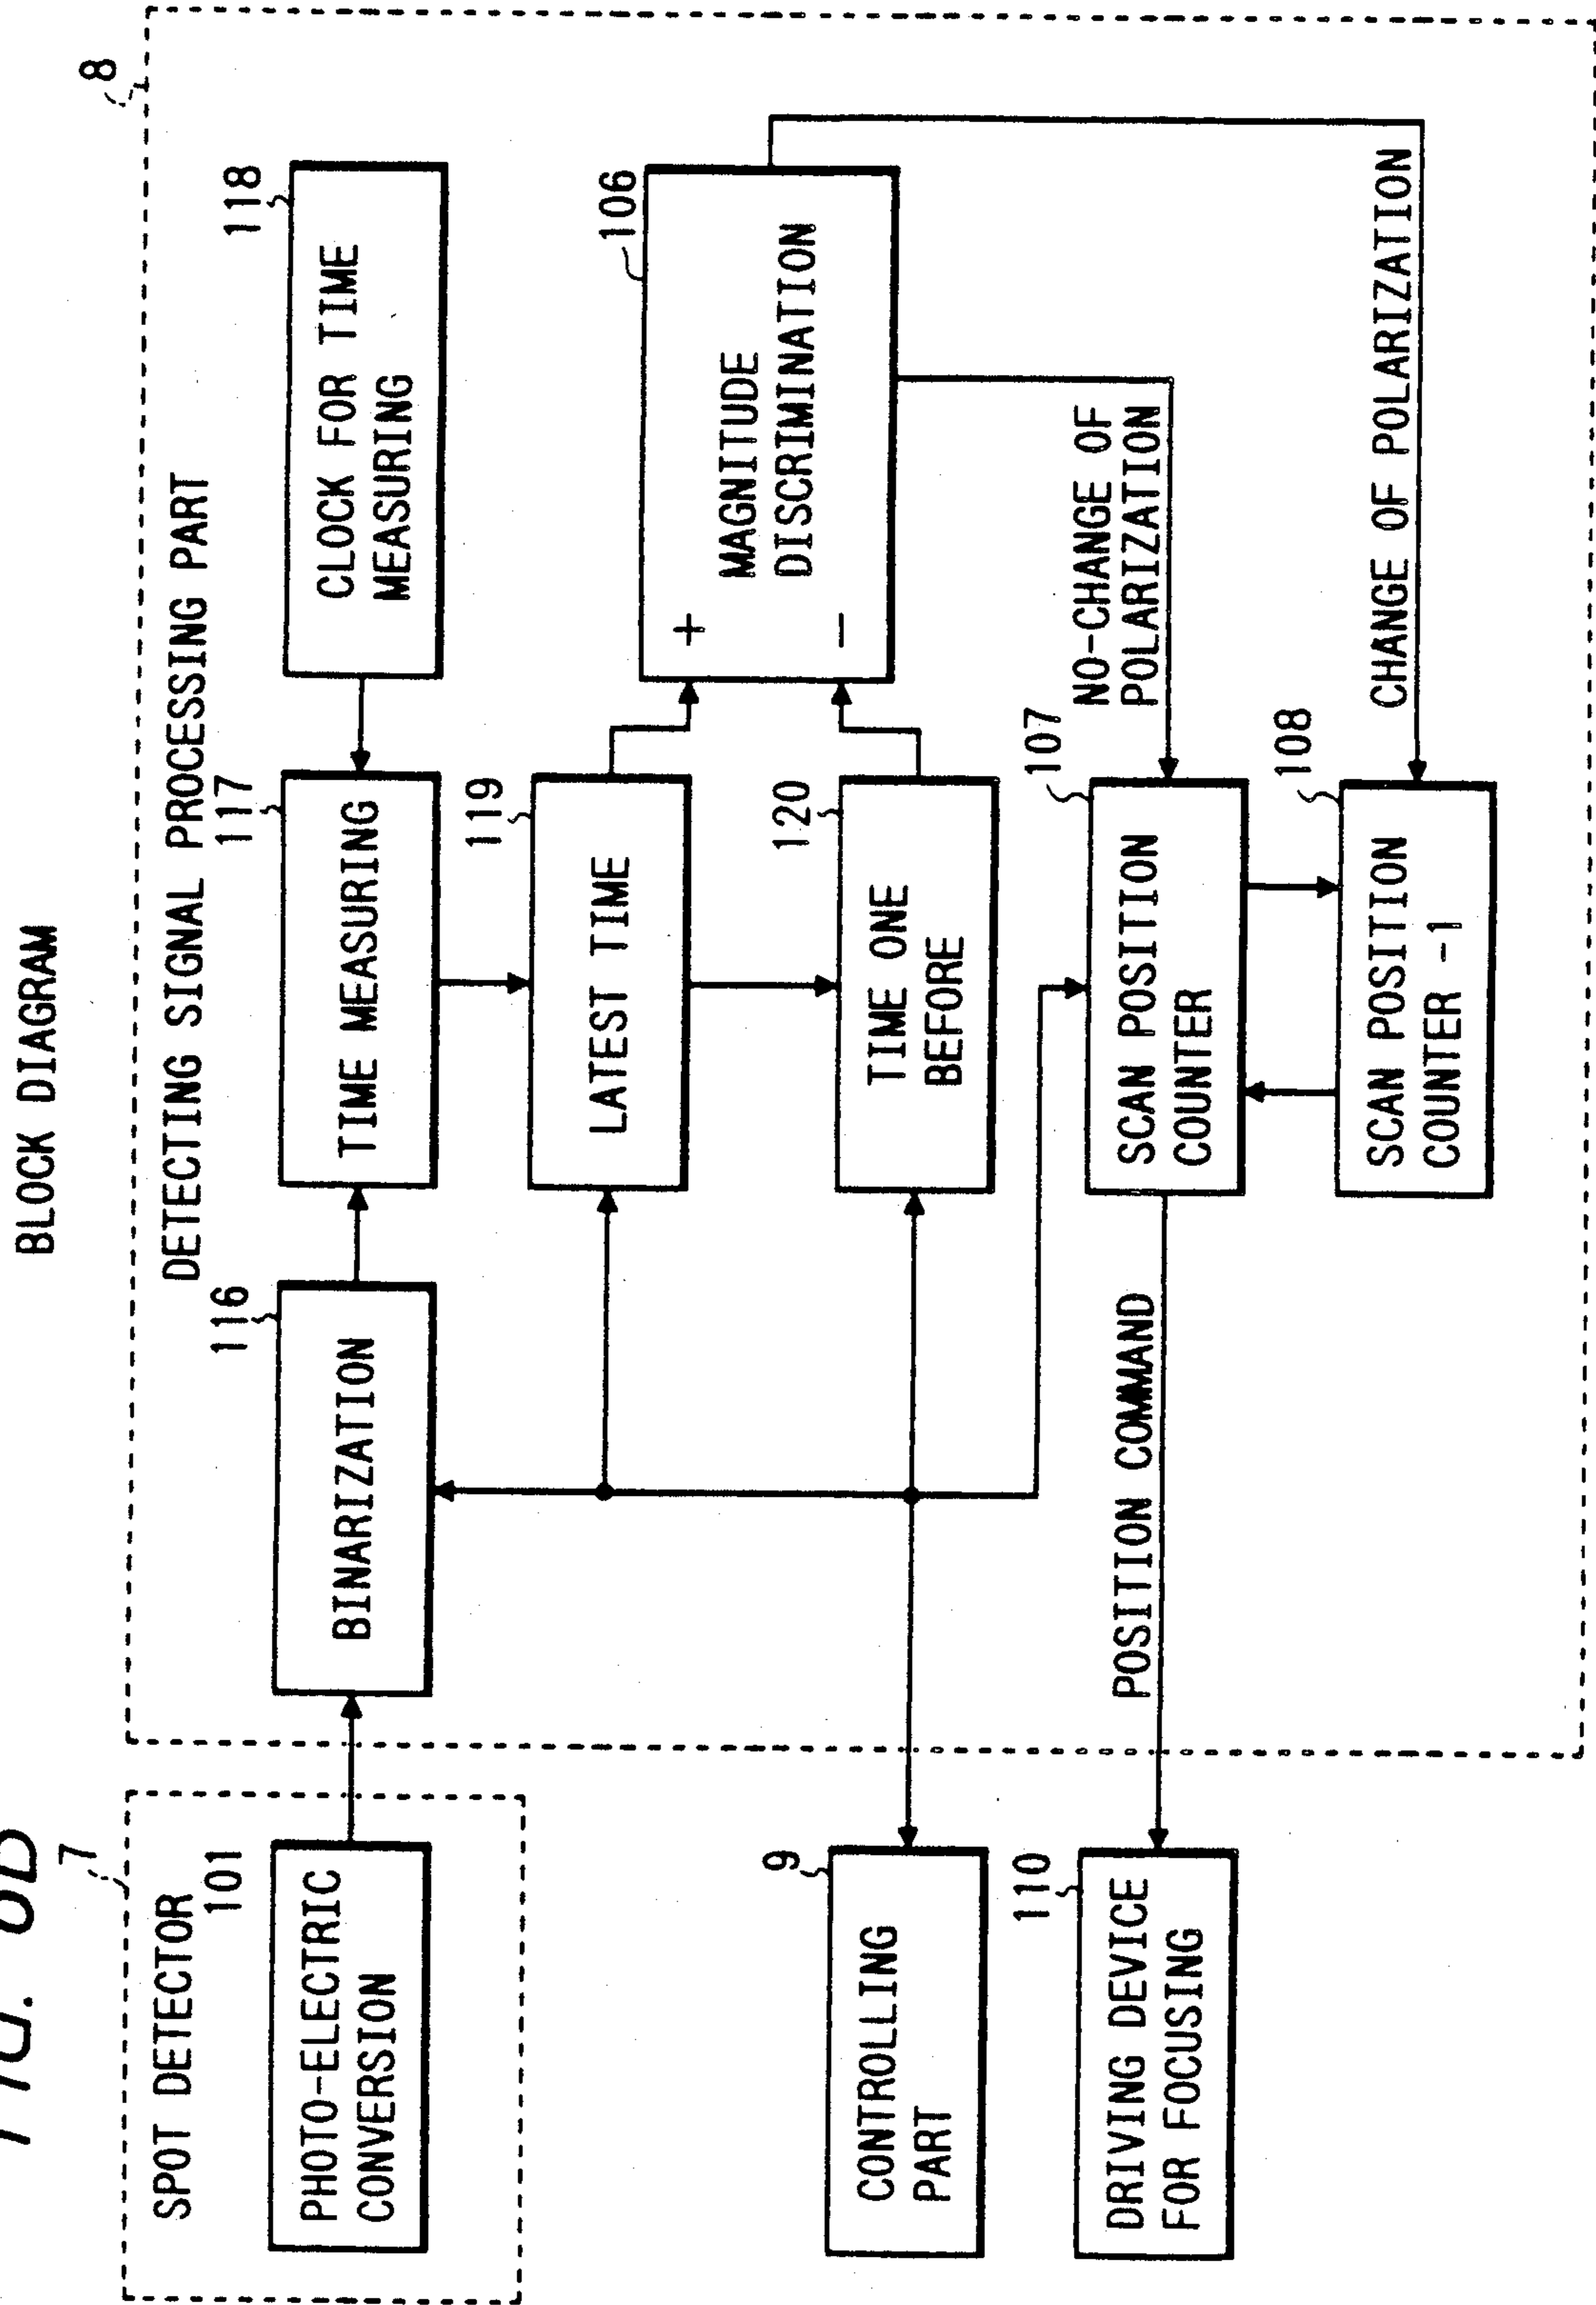 FIG.
BLOCK DIAGRAM
7
8
SPOT DETECTOR
101
PHOTO-ELECTRIC
CONVERSION
DETECTING SIGNAL PROCESSING PART
116
BINARIZATION
117
TIME MEASURING
118
CLOCK FOR TIME
MEASURING
119
LATEST TIME
106
+
MAGNITUDE
DISCRIMINATION
−
120
TIME ONE
BEFORE
9
CONTROLLING
PART
NO-CHANGE OF
POLARIZATION
110
DRIVING DEVICE
FOR FOCUSING
POSITION COMMAND
107
SCAN POSITION
COUNTER
108
SCAN POSITION
COUNTER -1
CHANGE OF POLARIZATION